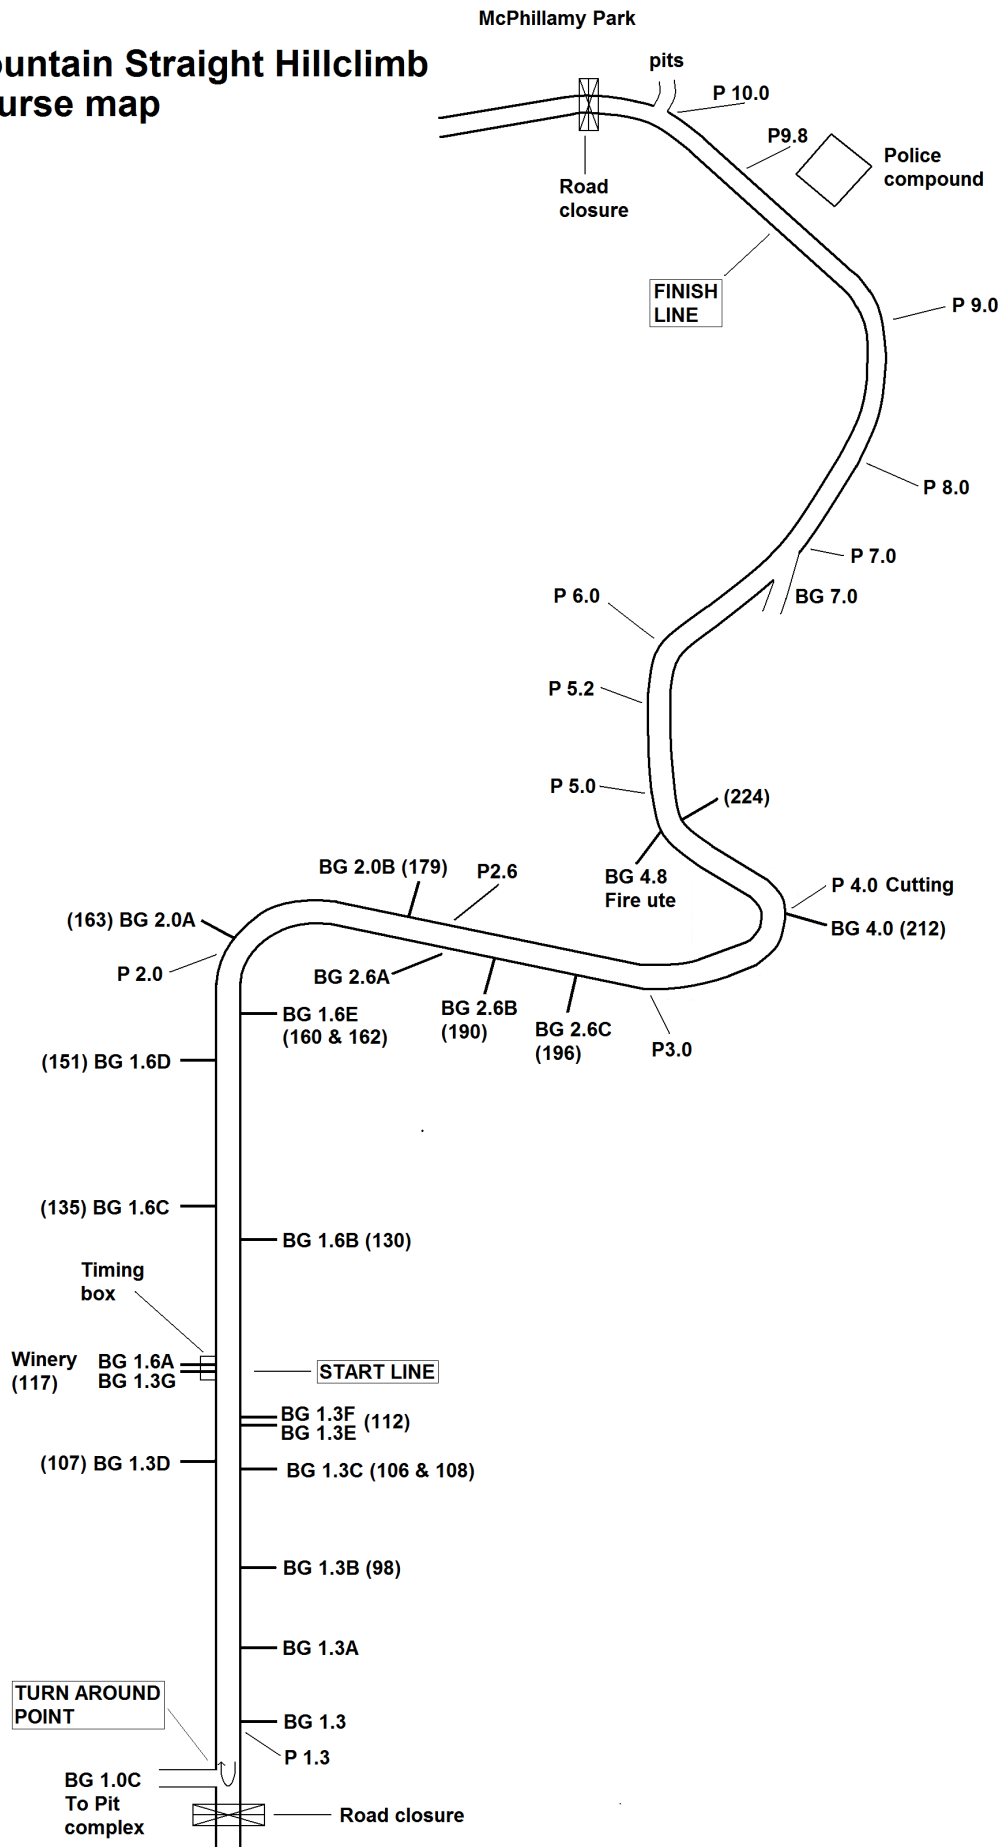 McPhillamy Park
ountain Straight Hillclimb
urse map
pits
P 10.0
P9.8
Police
compound
Road
closure
FINISH
LINE
P 9.0
P 8.0
P 7.0
BG 7.0
P 6.0
P 5.2
P 5.0
(224)
BG 4.8
Fire ute
P 4.0 Cutting
BG 4.0 (212)
BG 2.0B (179)
P2.6
(163) BG 2.0A
P 2.0
BG 2.6A
BG 2.6B
(190)
BG 2.6C
(196)
P3.0
BG 1.6E
(160 & 162)
(151) BG 1.6D
(135) BG 1.6C
BG 1.6B (130)
Timing
box
Winery
(117)
BG 1.6A
BG 1.3G
START LINE
BG 1.3F
BG 1.3E
(112)
(107) BG 1.3D
BG 1.3C (106 & 108)
BG 1.3B (98)
BG 1.3A
TURN AROUND
POINT
BG 1.3
P 1.3
BG 1.0C
To Pit
complex
Road closure